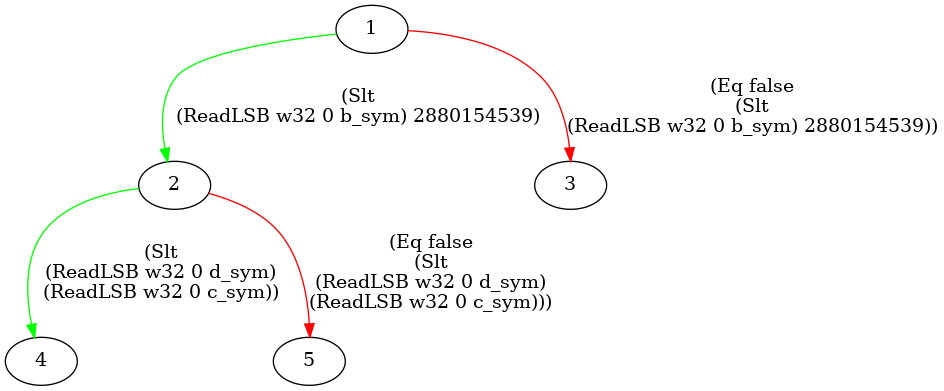 1
(Slt
(ReadLSB w32 0 b_sym) 2880154539)
(Eq false
(Slt
(ReadLSB w32 0 b_sym) 2880154539))
2
3
(Slt
(ReadLSB w32 0 d_sym)
(ReadLSB w32 0 c_sym))
(Eq false
(Slt
(ReadLSB w32 0 d_sym)
(ReadLSB w32 0 c_sym)))
4
5